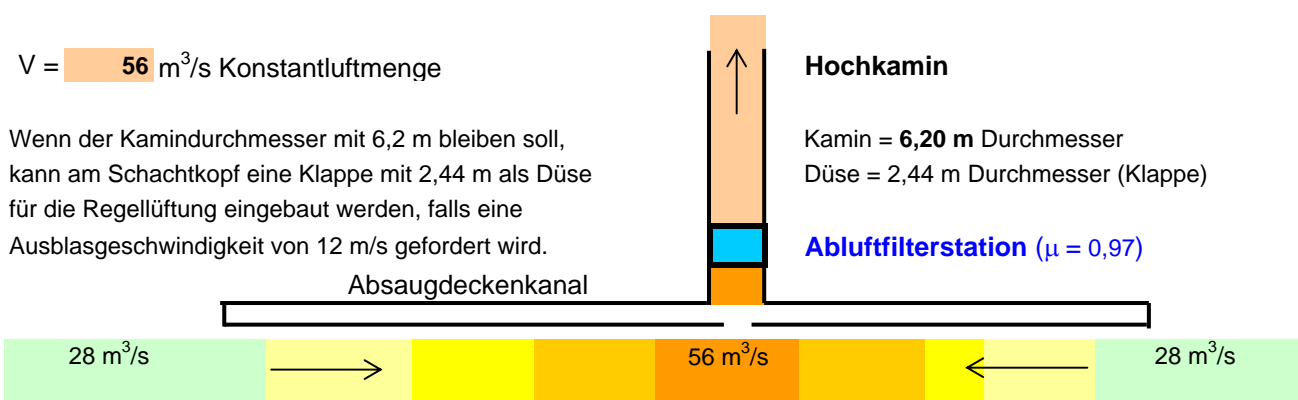 V = 56 m³/s Konstantluftmenge
Wenn der Kamindurchmesser mit 6,2 m bleiben soll,
kann am Schachtkopf eine Klappe mit 2,44 m als Düse
für die Regellüftung eingebaut werden, falls eine
Ausblasgeschwindigkeit von 12 m/s gefordert wird.
Hochkamin
Kamin = 6,20 m Durchmesser
Düse = 2,44 m Durchmesser (Klappe)
Abluftfilterstation (μ = 0,97)
Absaugdeckenkanal
28 m³/s 56 m³/s 28 m³/s